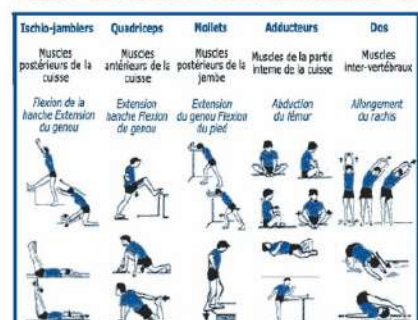 Ischio-jambiers
Muscles
postérieurs de la
cuisse
Flexion de la
hanche Extension
du genou
Quadriceps
Muscles
antérieurs de la
cuisse
Extension
hanche Flexion
du genou
Mollets
Muscles
postérieurs de la
jambe
Extension
du genou Flexion
du pied
Adducteurs
Muscles de la partie
interne de la cuisse
Abduction
du fémur
Dos
Muscles
inter-vertébraux
Allongement
du rachis